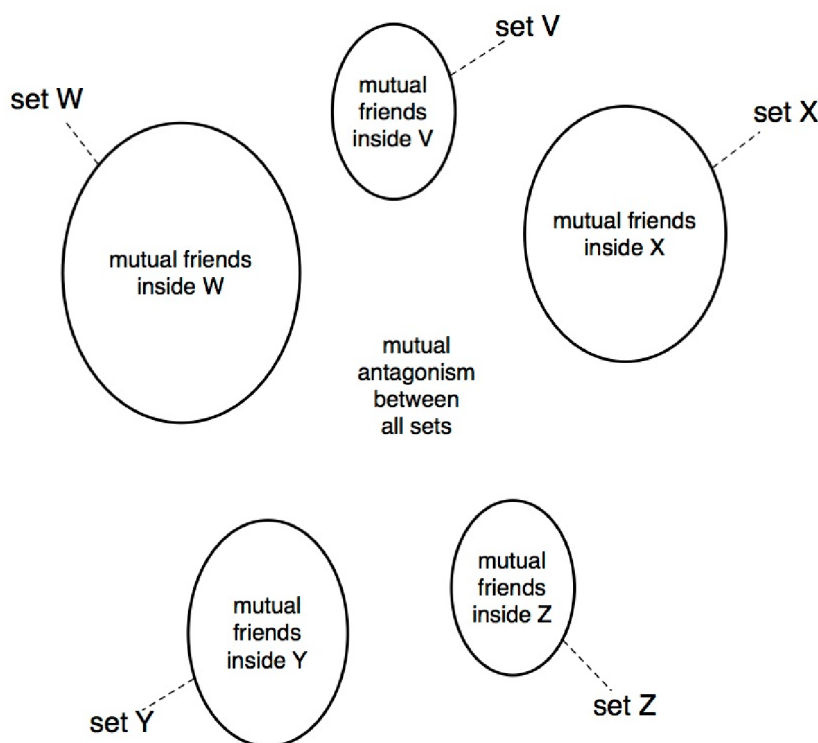 set V
mutual
friends
inside V
set W
set X
mutual friends
inside W
mutual friends
inside X
mutual
antagonism
between
all sets
mutual
friends
inside Y
mutual
friends
inside Z
set Y
set Z